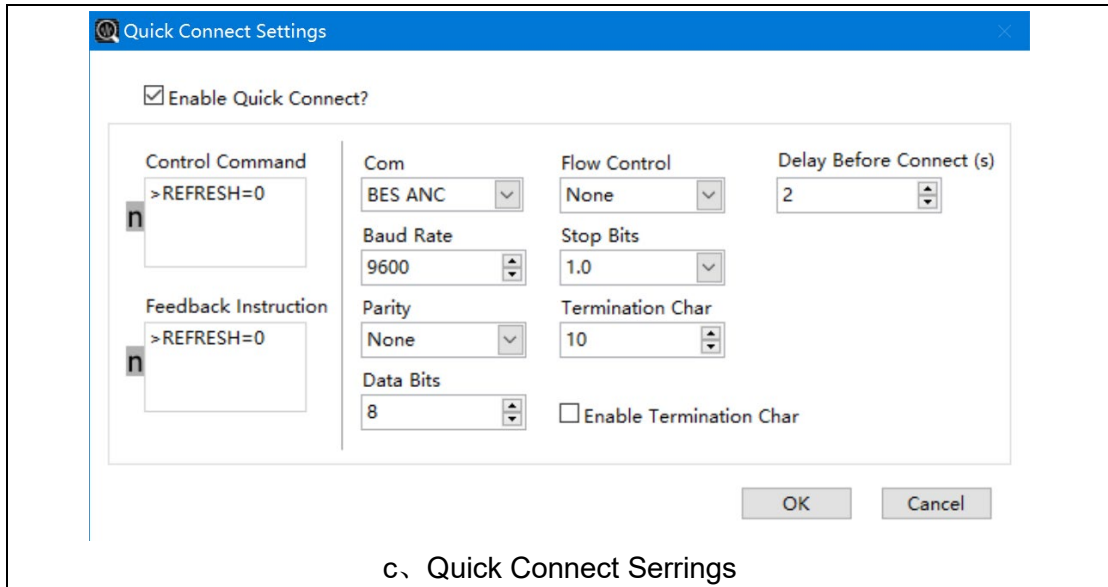 Quick Connect Settings
Enable Quick Connect?
Control Command
>REFRESH=0
n
Feedback Instruction
>REFRESH=0
n
Com
BES ANC
Baud Rate
9600
Parity
None
Data Bits
8
Flow Control
None
Stop Bits
1.0
Termination Char
10
Enable Termination Char
Delay Before Connect (s)
2
OK
Cancel
c、Quick Connect Serrings